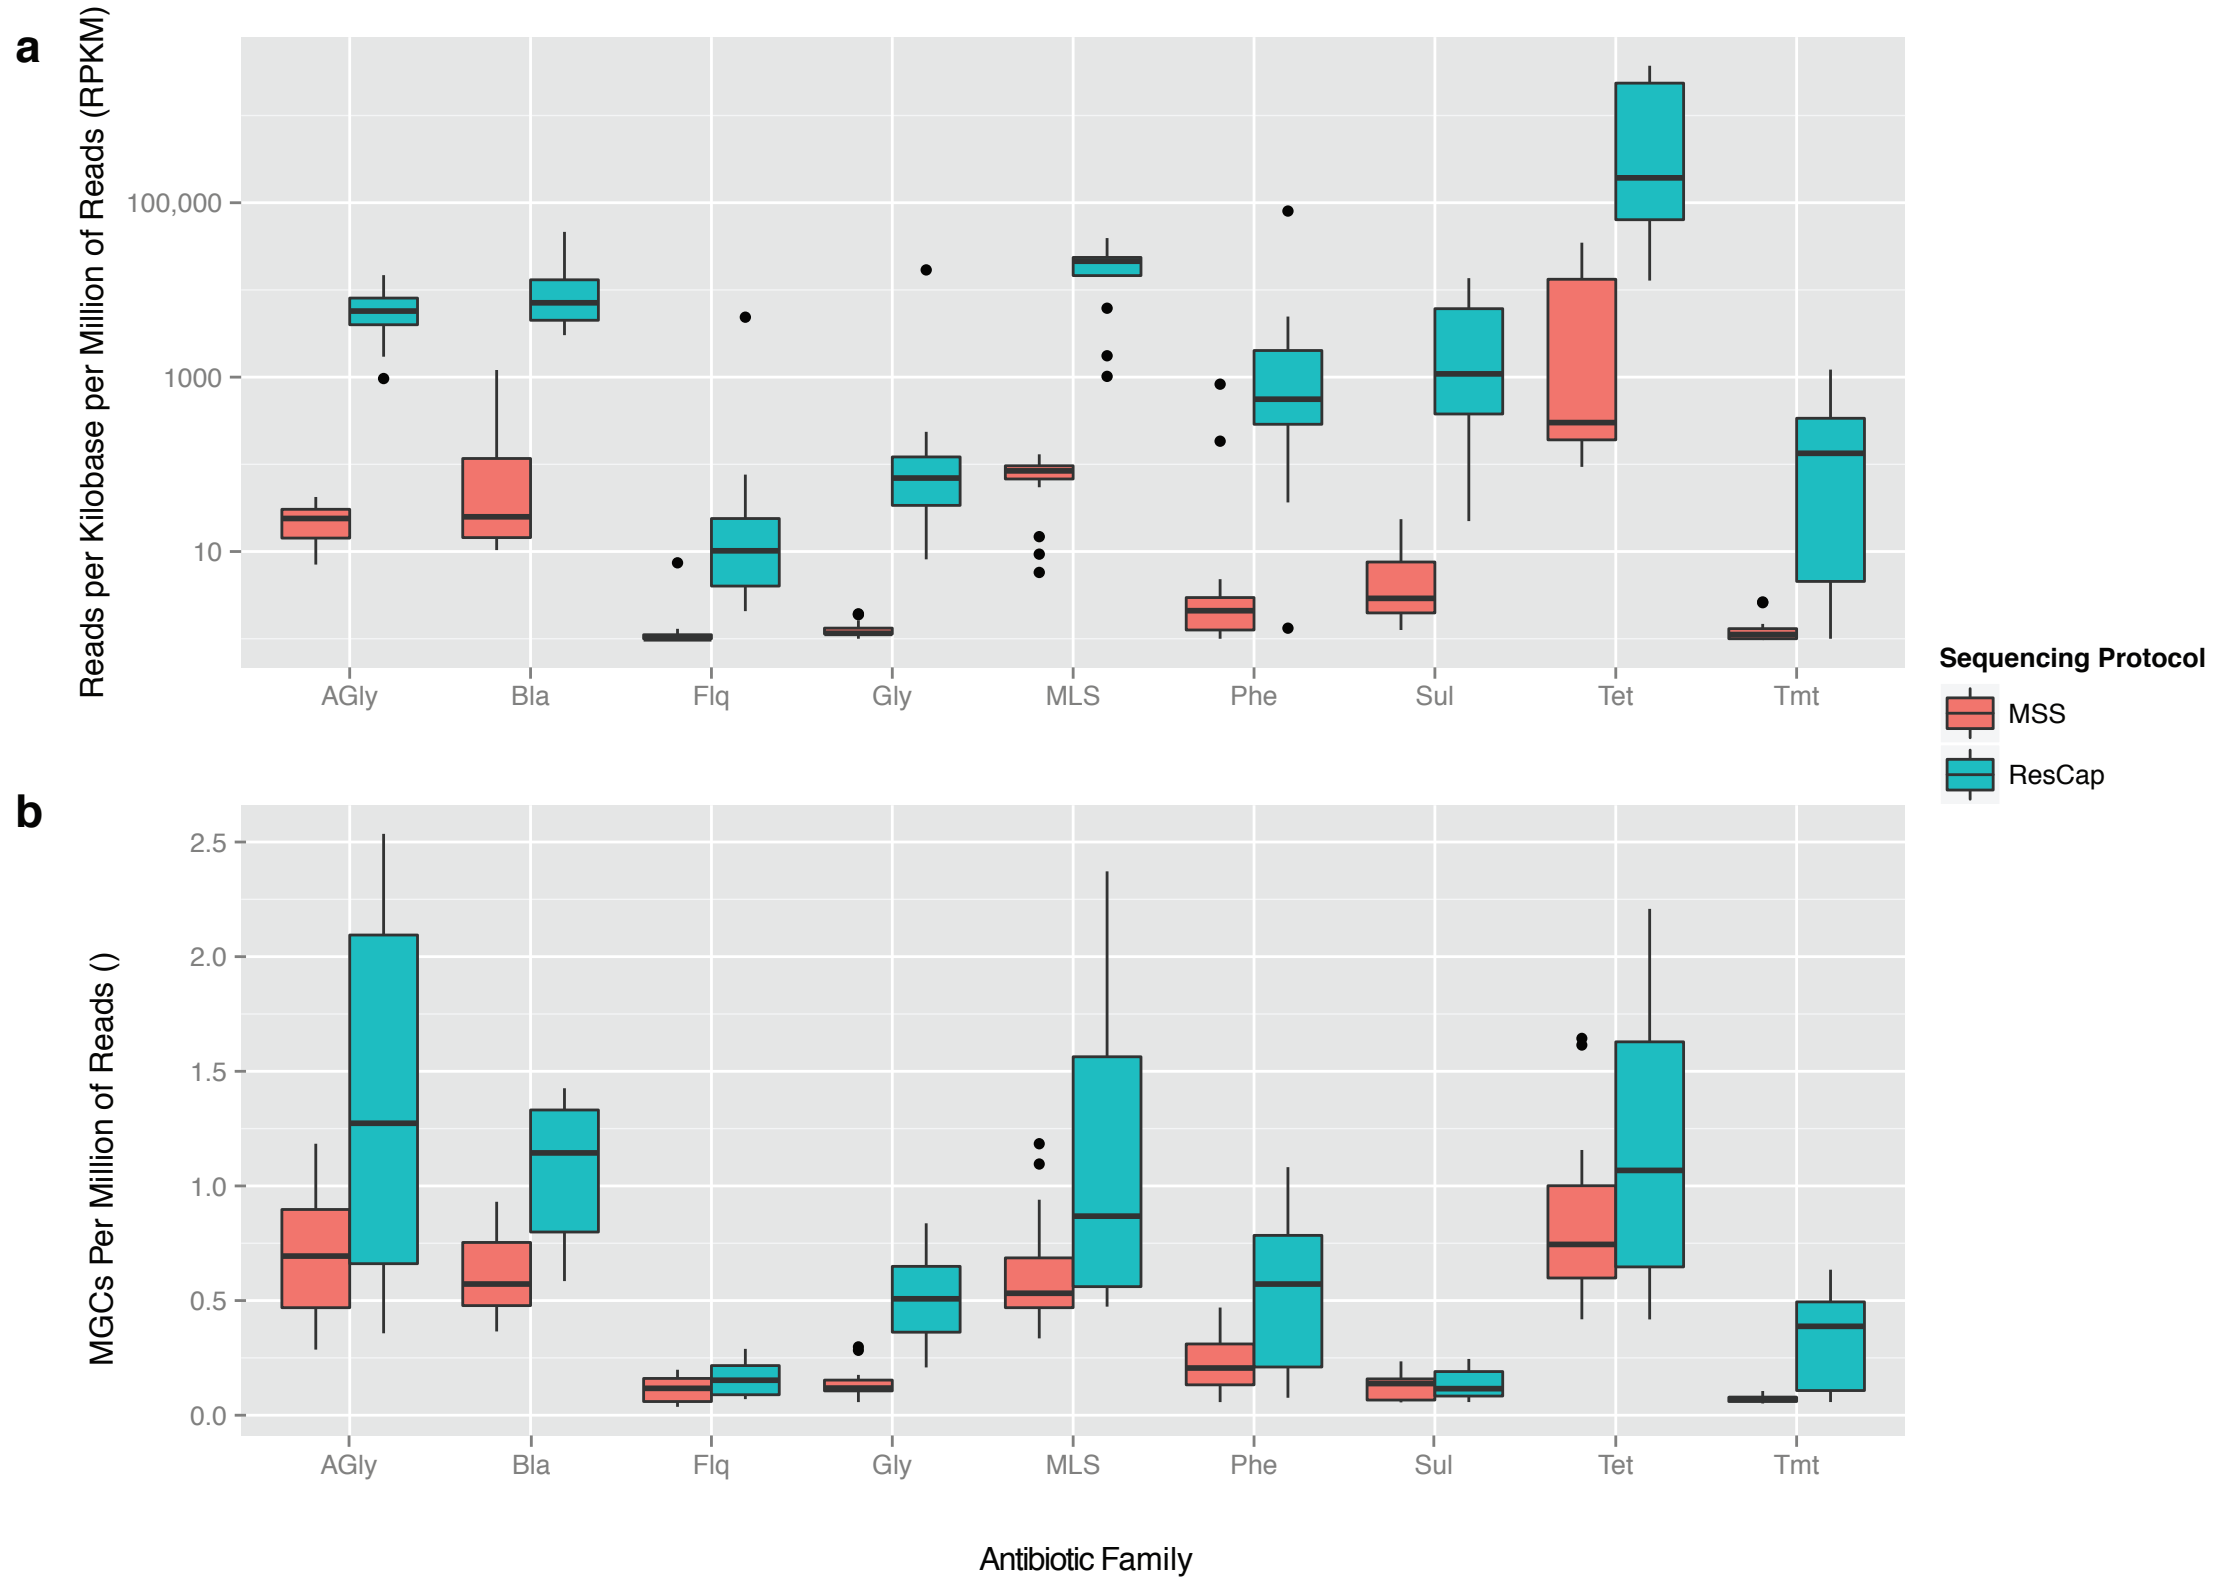 a
Reads per Kilobase per Million of Reads (RPKM)
100,000
1000
10
AGly Bla Flq Gly MLS Phe Sul Tet Tmt
Sequencing Protocol
MSS
ResCap
b
MGCs Per Million of Reads ()
2.5
2.0
1.5
1.0
0.5
0.0
AGly Bla Flq Gly MLS Phe Sul Tet Tmt
Antibiotic Family